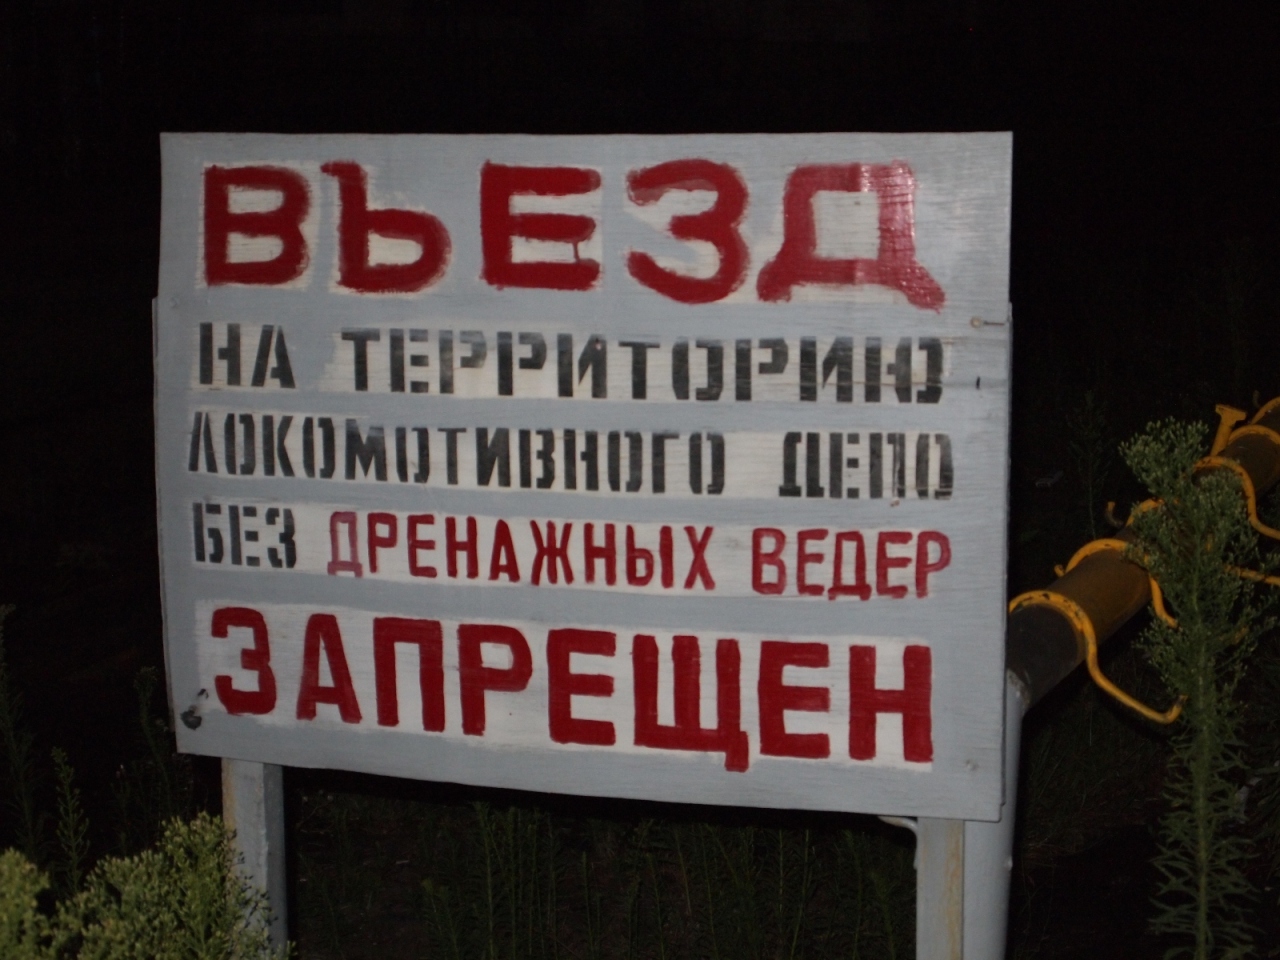 ВЪЕЗД
НА ТЕРРИТОРИЮ
ЛОКОМОТИВНОГО ДЕПО
БЕЗ ДРЕНАЖНЫХ ВЕДЕР
ЗАПРЕЩЕН